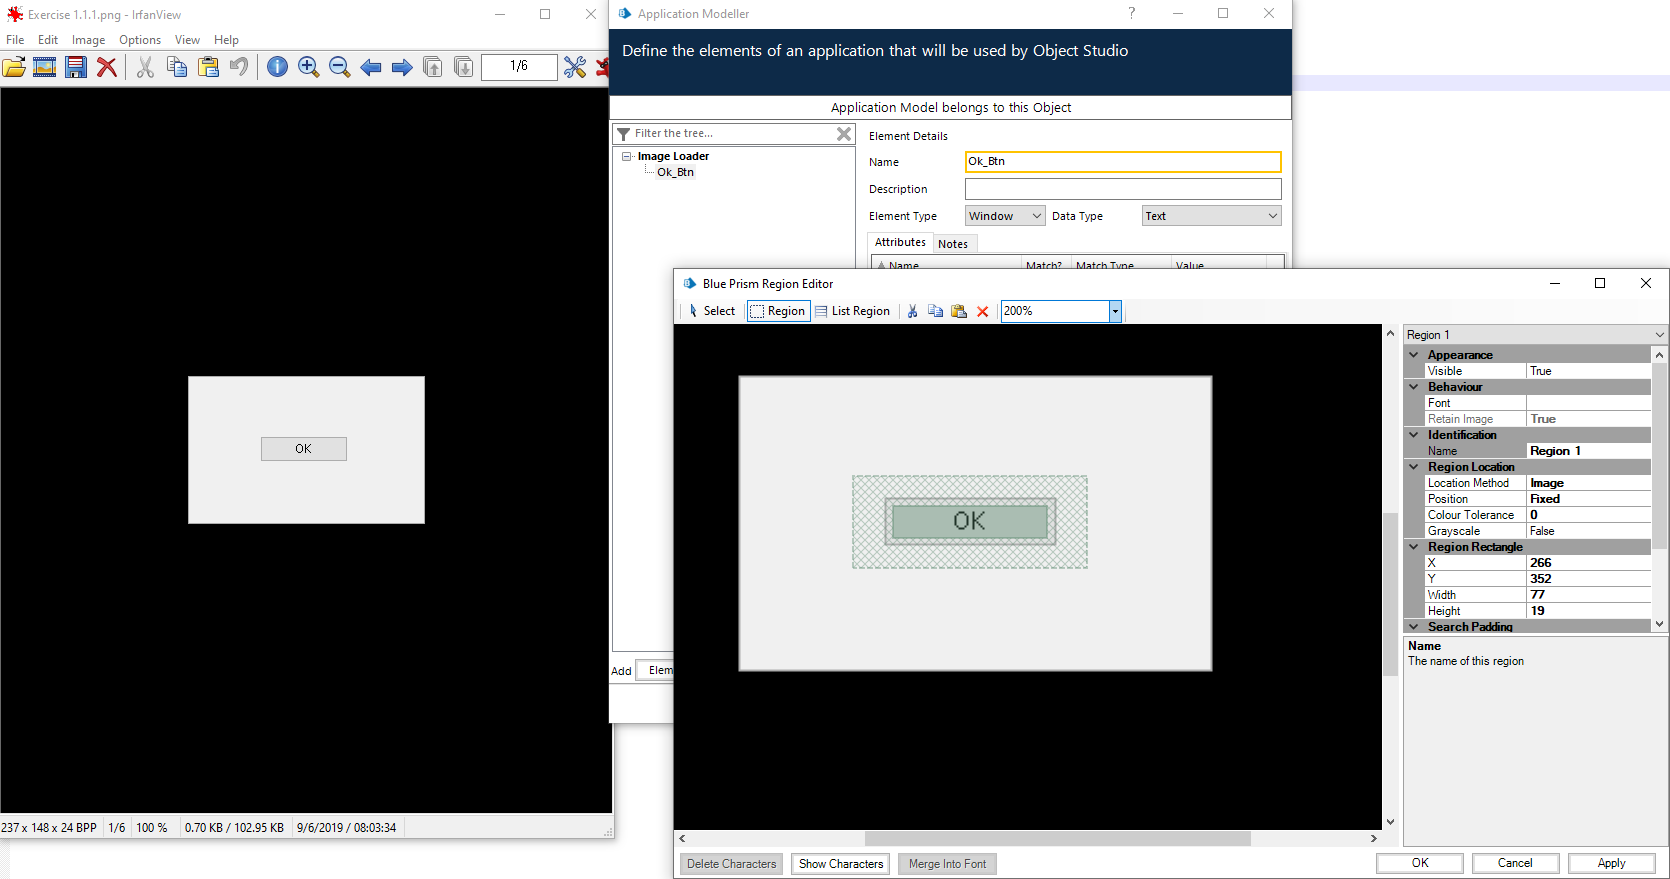 Exercise 1.1.1.png - IrfanView
File Edit Image Options View Help
1/6
OK
237 x 148 x 24 BPP 1/6 100 % 0.70 KB / 102.95 KB 9/6/2019 / 08:03:34
Application Modeller
?
Define the elements of an application that will be used by Object Studio
Application Model belongs to this Object
Filter the tree...
Image Loader
Ok_Btn
Add Elem
Element Details
Name Ok_Btn
Description
Element Type Window Data Type Text
Attributes Notes
Name Match? Match Type Value
Blue Prism Region Editor
Select Region List Region 200%
OK
Region 1
Appearance
Visible True
Behaviour
Font
Retain Image True
Identification
Name Region 1
Region Location
Location Method Image
Position Fixed
Colour Tolerance 0
Grayscale False
Region Rectangle
X 266
Y 352
Width 77
Height 19
Search Padding
Name
The name of this region
Delete Characters Show Characters Merge Into Font
OK Cancel Apply